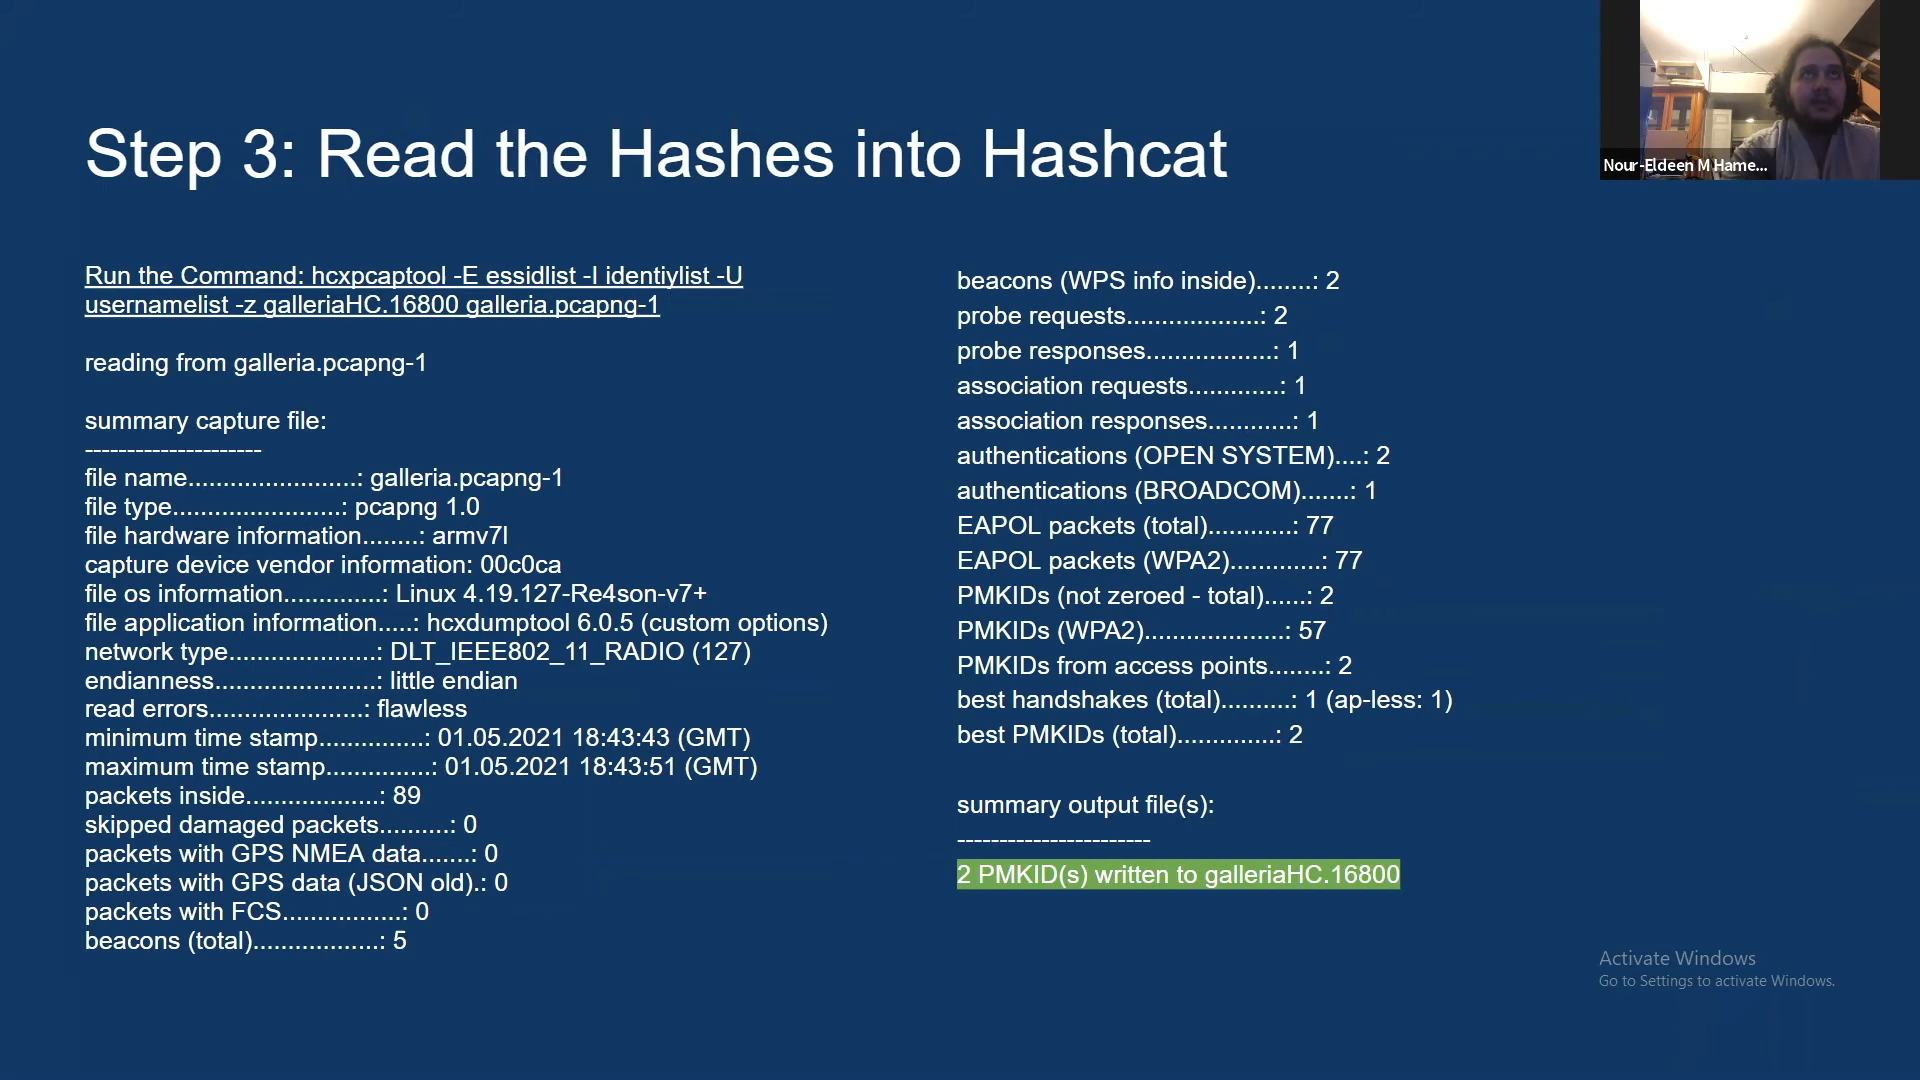 Step 3: Read the Hashes into Hashcat
Run the Command: hcxpcaptool -E essidlist -I identiylist -U
usernamelist -z galleriaHC.16800 galleria.pcapng-1
reading from galleria.pcapng-1
summary capture file:
---------------------
file name........................: galleria.pcapng-1
file type........................: pcapng 1.0
file hardware information........: armv7l
capture device vendor information: 00c0ca
file os information..............: Linux 4.19.127-Re4son-v7+
file application information.....: hcxdumptool 6.0.5 (custom options)
network type.....................: DLT_IEEE802_11_RADIO (127)
endianness.......................: little endian
read errors......................: flawless
minimum time stamp...............: 01.05.2021 18:43:43 (GMT)
maximum time stamp...............: 01.05.2021 18:43:51 (GMT)
packets inside...................: 89
skipped damaged packets..........: 0
packets with GPS NMEA data.......: 0
packets with GPS data (JSON old).: 0
packets with FCS.................: 0
beacons (total)..................: 5
beacons (WPS info inside)........: 2
probe requests...................: 2
probe responses..................: 1
association requests.............: 1
association responses............: 1
authentications (OPEN SYSTEM)....: 2
authentications (BROADCOM).......: 1
EAPOL packets (total)............: 77
EAPOL packets (WPA2).............: 77
PMKIDs (not zeroed - total)......: 2
PMKIDs (WPA2)....................: 57
PMKIDs from access points........: 2
best handshakes (total)..........: 1 (ap-less: 1)
best PMKIDs (total)..............: 2
summary output file(s):
-----------------------
2 PMKID(s) written to galleriaHC.16800
Nour-Eldeen M Hame...
Activate Windows
Go to Settings to activate Windows.